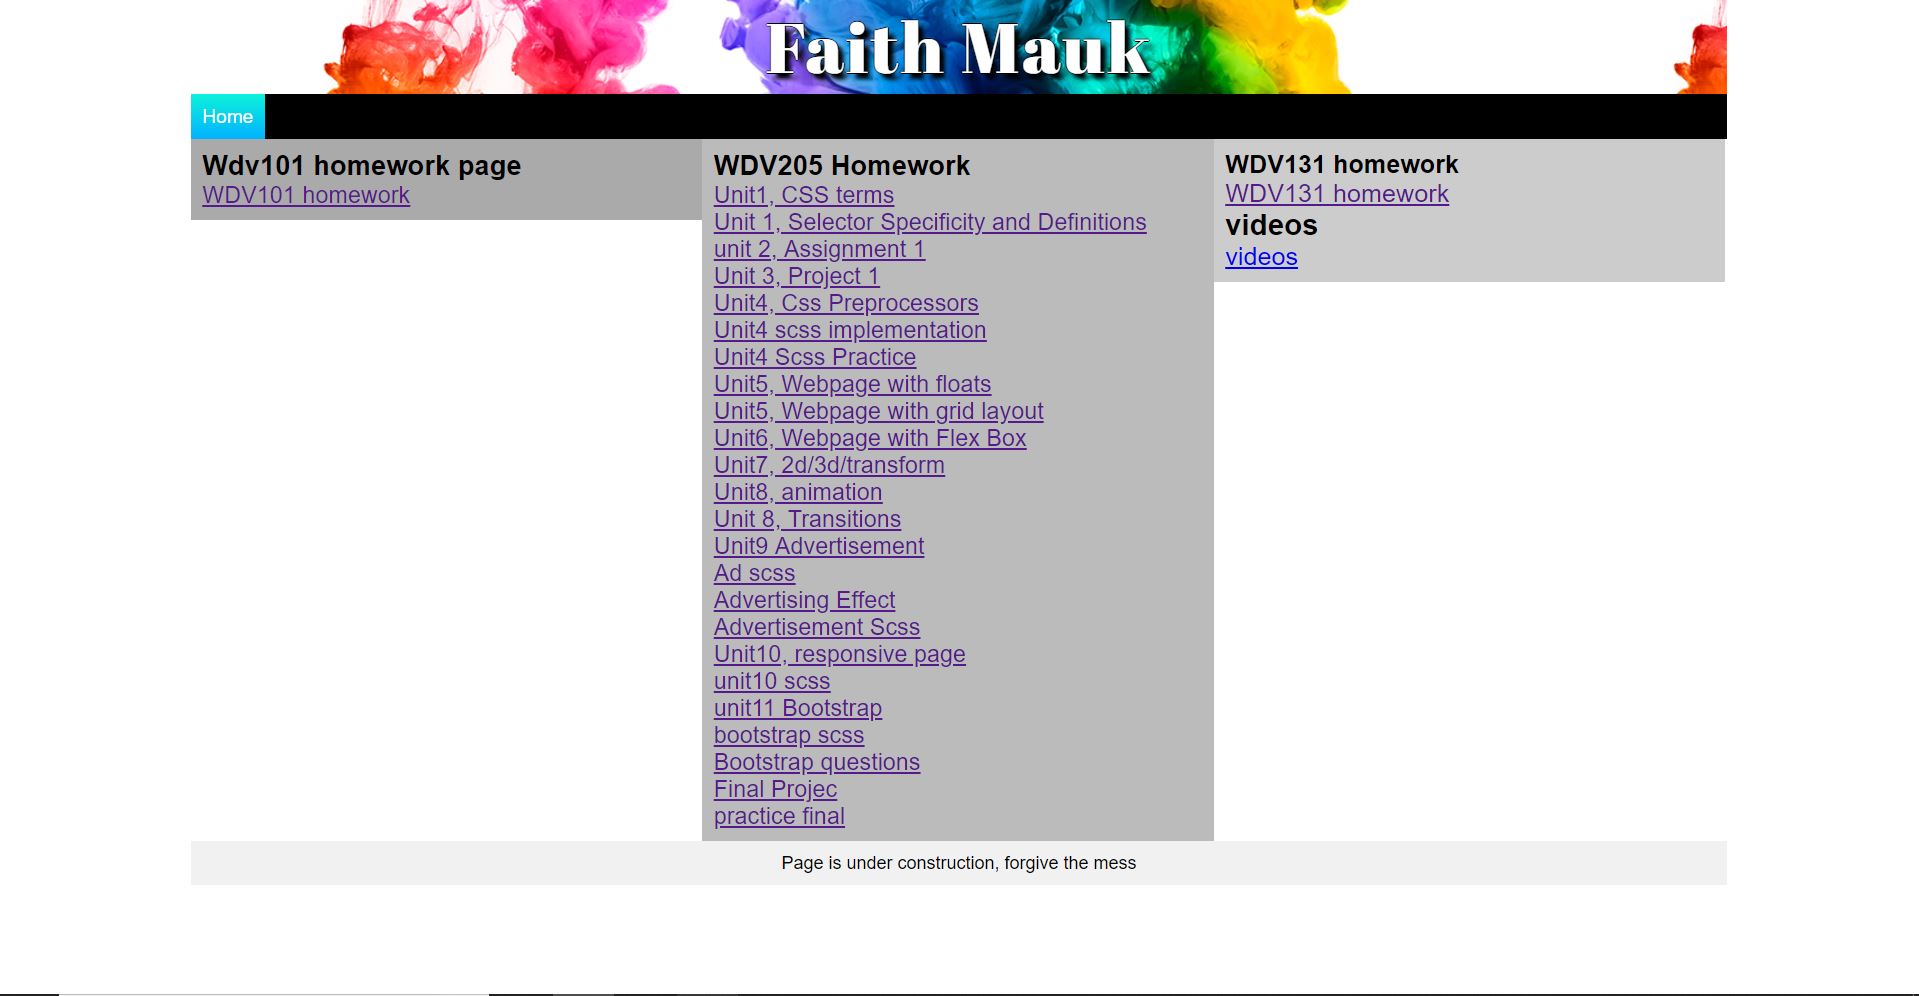 Faith Mauk
Home
Wdv101 homework page
WDV101 homework
WDV205 Homework
Unit1, CSS terms
Unit 1, Selector Specificity and Definitions
unit 2, Assignment 1
Unit 3, Project 1
Unit4, Css Preprocessors
Unit4 scss implementation
Unit4 Scss Practice
Unit5, Webpage with floats
Unit5, Webpage with grid layout
Unit6, Webpage with Flex Box
Unit7, 2d/3d/transform
Unit8, animation
Unit 8, Transitions
Unit9 Advertisement
Ad scss
Advertising Effect
Advertisement Scss
Unit10, responsive page
unit10 scss
unit11 Bootstrap
bootstrap scss
Bootstrap questions
Final Projec
practice final
WDV131 homework
WDV131 homework
videos
videos
Page is under construction, forgive the mess